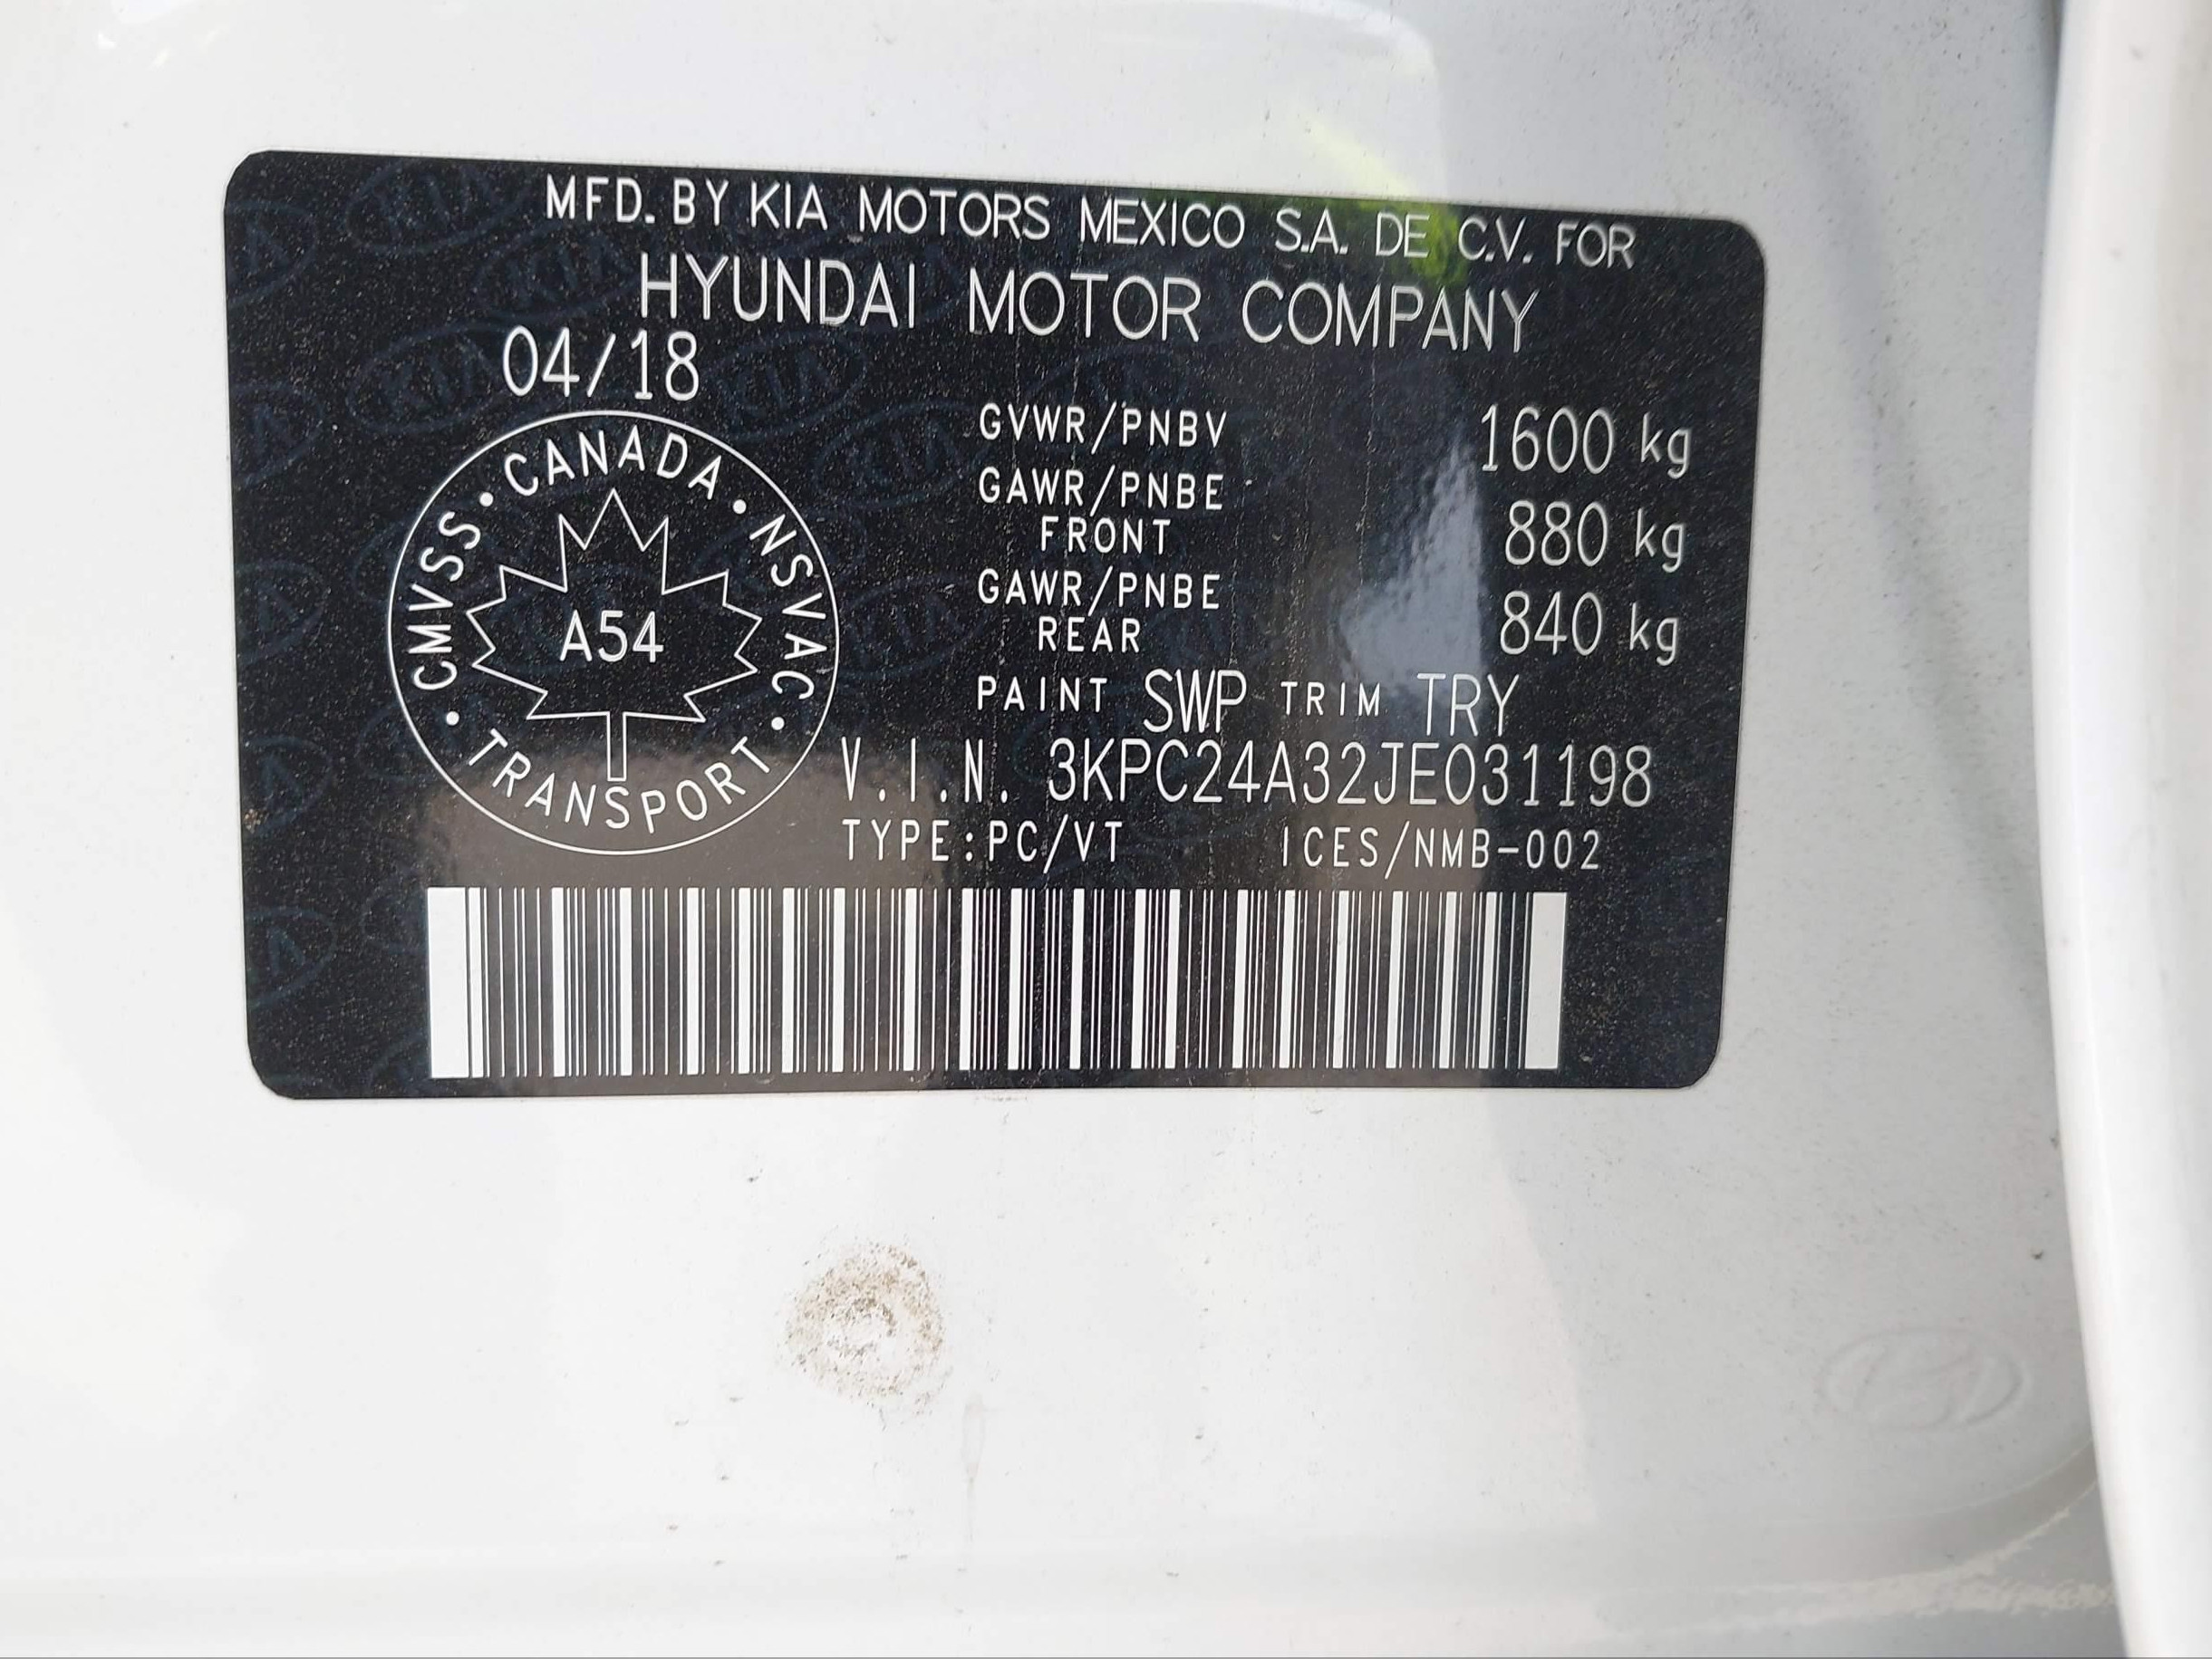 MFD. BY KIA MOTORS MEXICO S.A. DE C.V. FOR
HYUNDAI MOTOR COMPANY
04/18
CMVSS · CANADA · NSVAC · TRANSPORT ·
A54
GVWR/PNBV 1600 kg
GAWR/PNBE
FRONT 880 kg
GAWR/PNBE
REAR 840 kg
PAINT SWP TRIM TRY
V.I.N. 3KPC24A32JE031198
TYPE:PC/VT ICES/NMB-002